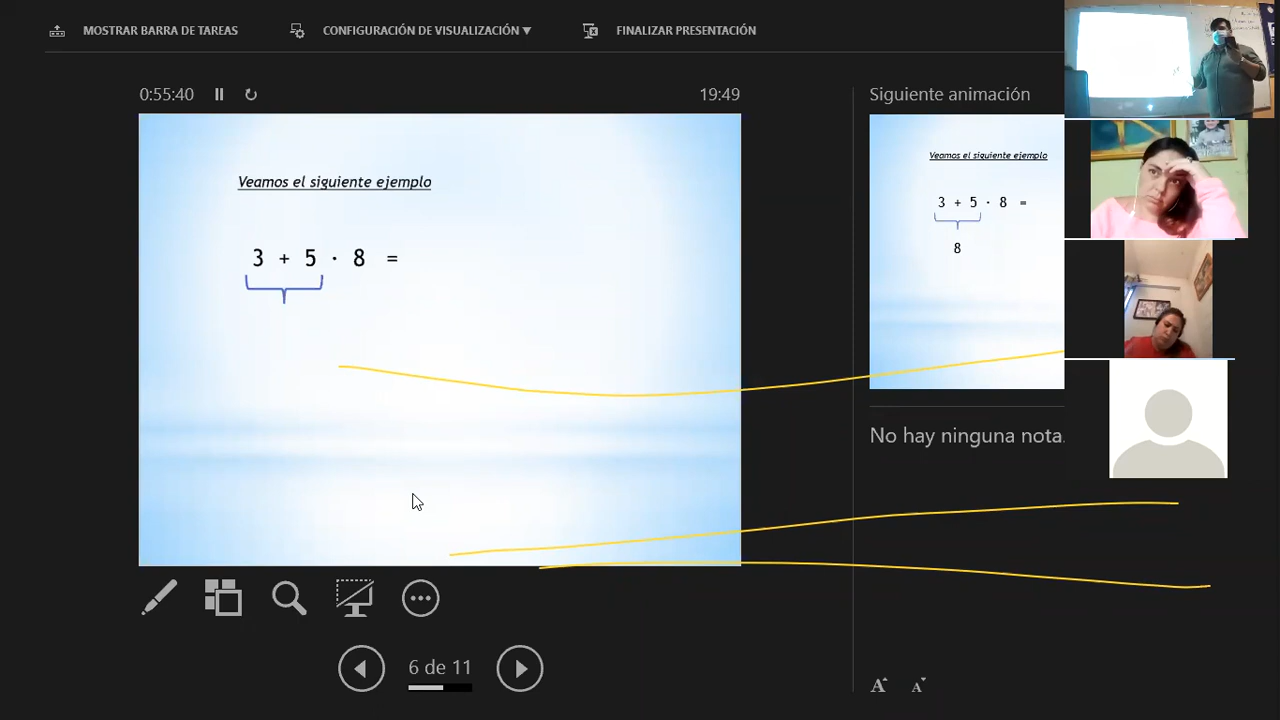 MOSTRAR BARRA DE TAREAS
CONFIGURACIÓN DE VISUALIZACIÓN ▼
FINALIZAR PRESENTACIÓN
0:55:40
19:49
Veamos el siguiente ejemplo
3 + 5 · 8 =
6 de 11
Siguiente animación
Veamos el siguiente ejemplo
3 + 5 · 8 =
8
No hay ninguna nota.
A A